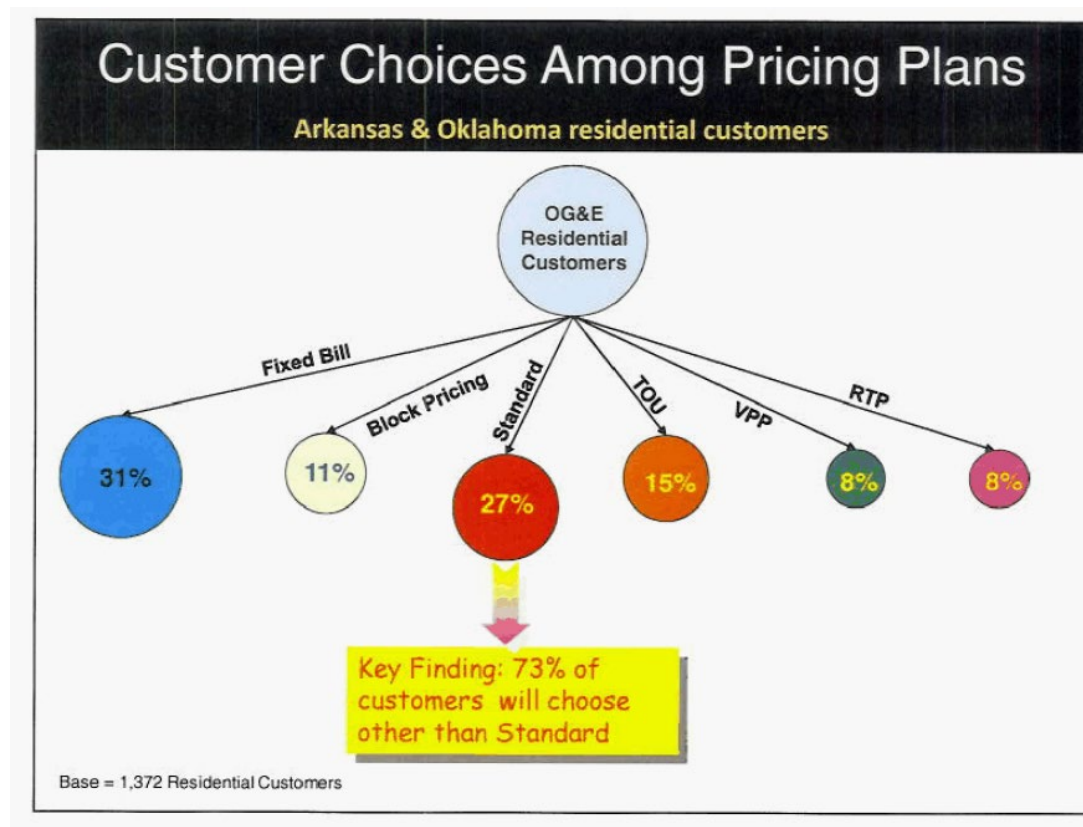 Customer Choices Among Pricing Plans
Arkansas & Oklahoma residential customers
OG&E
Residential
Customers
Fixed Bill
Block Pricing
Standard
TOU
VPP
RTP
31%
11%
27%
15%
8%
8%
Key Finding: 73% of
customers will choose
other than Standard
Base = 1,372 Residential Customers